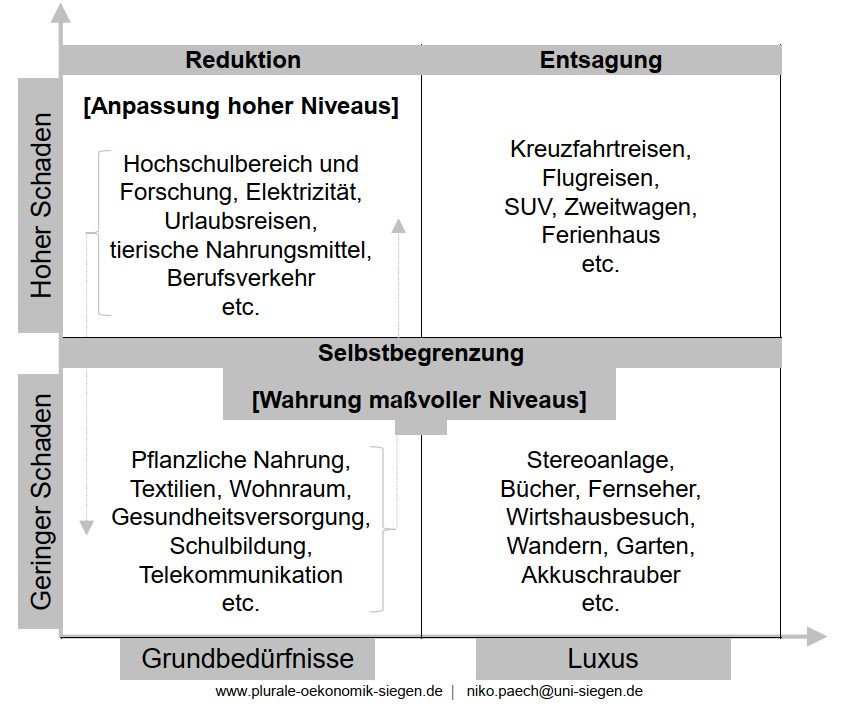 Reduktion
Entsagung
Hoher Schaden
[Anpassung hoher Niveaus]
Hochschulbereich und
Forschung, Elektrizität,
Urlaubsreisen,
tierische Nahrungsmittel,
Berufsverkehr
etc.
Kreuzfahrtreisen,
Flugreisen,
SUV, Zweitwagen,
Ferienhaus
etc.
Selbstbegrenzung
[Wahrung maßvoller Niveaus]
Geringer Schaden
Pflanzliche Nahrung,
Textilien, Wohnraum,
Gesundheitsversorgung,
Schulbildung,
Telekommunikation
etc.
Stereoanlage,
Bücher, Fernseher,
Wirtshausbesuch,
Wandern, Garten,
Akkuschrauber
etc.
Grundbedürfnisse
Luxus
www.plurale-oekonomik-siegen.de | niko.paech@uni-siegen.de